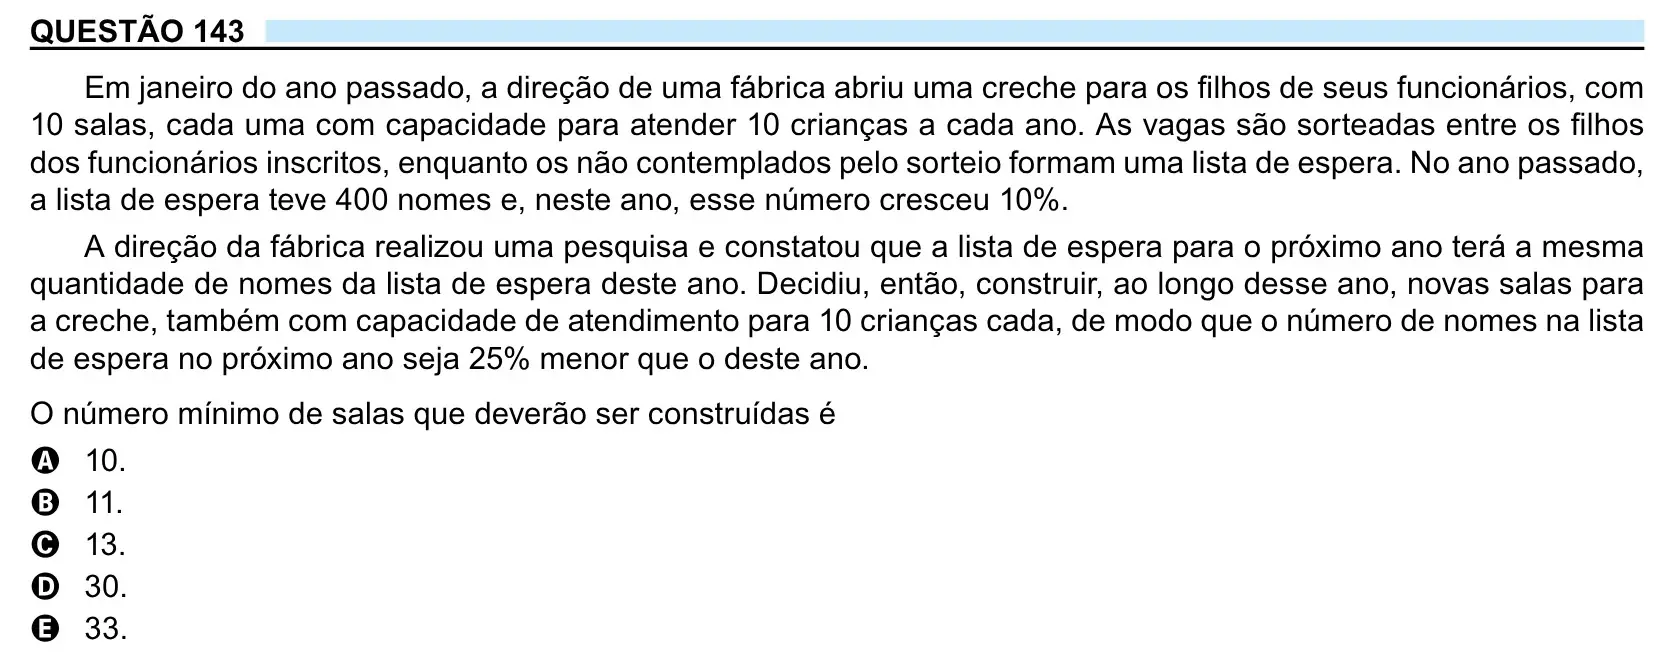 QUESTÃO 143
Em janeiro do ano passado, a direção de uma fábrica abriu uma creche para os filhos de seus funcionários, com
10 salas, cada uma com capacidade para atender 10 crianças a cada ano. As vagas são sorteadas entre os filhos
dos funcionários inscritos, enquanto os não contemplados pelo sorteio formam uma lista de espera. No ano passado,
a lista de espera teve 400 nomes e, neste ano, esse número cresceu 10%.
A direção da fábrica realizou uma pesquisa e constatou que a lista de espera para o próximo ano terá a mesma
quantidade de nomes da lista de espera deste ano. Decidiu, então, construir, ao longo desse ano, novas salas para
a creche, também com capacidade de atendimento para 10 crianças cada, de modo que o número de nomes na lista
de espera no próximo ano seja 25% menor que o deste ano.
O número mínimo de salas que deverão ser construídas é
A 10.
B 11.
C 13.
D 30.
E 33.